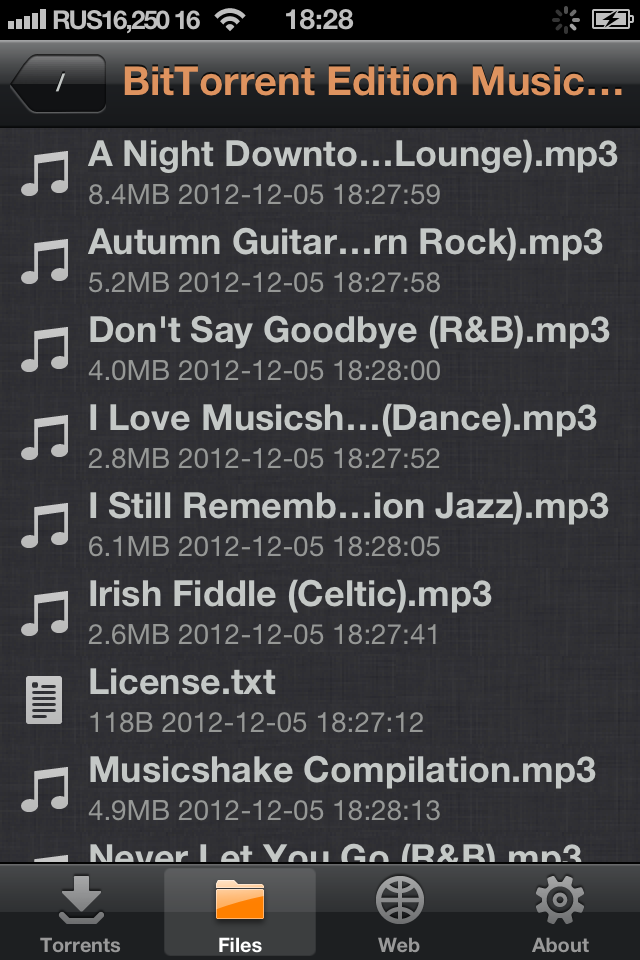 RUS16,250 16 18:28
/ BitTorrent Edition Music...
A Night Downto...Lounge).mp3
8.4MB 2012-12-05 18:27:59
Autumn Guitar...rn Rock).mp3
5.2MB 2012-12-05 18:27:58
Don't Say Goodbye (R&B).mp3
4.0MB 2012-12-05 18:28:00
I Love Musicsh...(Dance).mp3
2.8MB 2012-12-05 18:27:52
I Still Rememb...ion Jazz).mp3
6.1MB 2012-12-05 18:28:05
Irish Fiddle (Celtic).mp3
2.6MB 2012-12-05 18:27:41
License.txt
118B 2012-12-05 18:27:12
Musicshake Compilation.mp3
4.9MB 2012-12-05 18:28:13
Never Let You Go (R&B).mp3
Torrents Files Web About